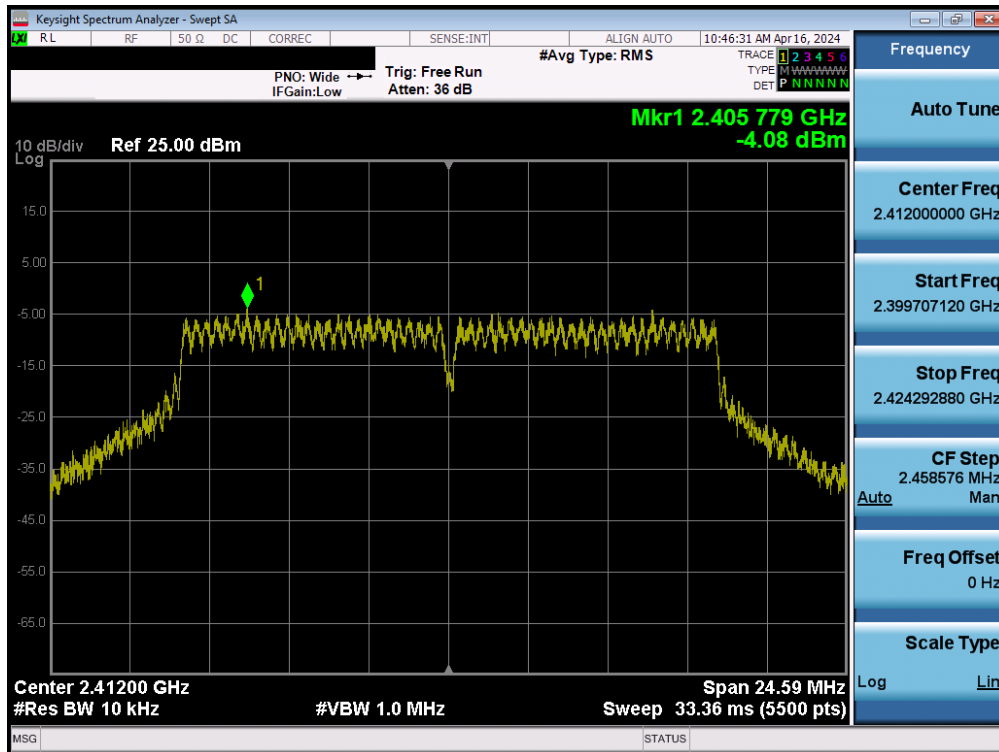 Keysight Spectrum Analyzer - Swept SA
LXI RL RF 50 Ω DC CORREC SENSE:INT ALIGN AUTO 10:46:31 AM Apr 16, 2024
Frequency
PNO: Wide
IFGain:Low
Trig: Free Run
Atten: 36 dB
#Avg Type: RMS
TRACE 1 2 3 4 5 6
TYPE M WWWWW
DET P N N N N N
Mkr1 2.405 779 GHz
-4.08 dBm
10 dB/div Ref 25.00 dBm
Log
15.0
5.00
-5.00
-15.0
-25.0
-35.0
-45.0
-55.0
-65.0
1
Center 2.41200 GHz
Span 24.59 MHz
#Res BW 10 kHz
#VBW 1.0 MHz
Sweep 33.36 ms (5500 pts)
MSG
STATUS
Auto Tune
Center Freq
2.412000000 GHz
Start Freq
2.399707120 GHz
Stop Freq
2.424292880 GHz
CF Step
2.458576 MHz
Auto Man
Freq Offset
0 Hz
Scale Type
Log Lin